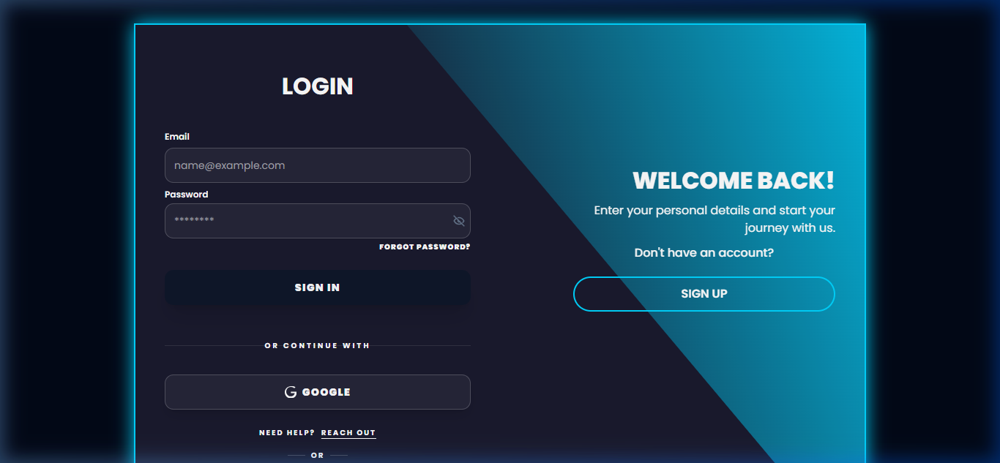 LOGIN
Email
name@example.com
Password
********
FORGOT PASSWORD?
SIGN IN
OR CONTINUE WITH
GOOGLE
NEED HELP? REACH OUT
OR
WELCOME BACK!
Enter your personal details and start your
journey with us.
Don't have an account?
SIGN UP